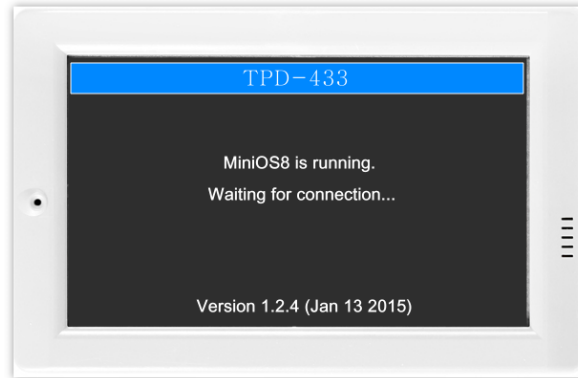 TPD-433
MiniOS8 is running.
Waiting for connection...
Version 1.2.4 (Jan 13 2015)